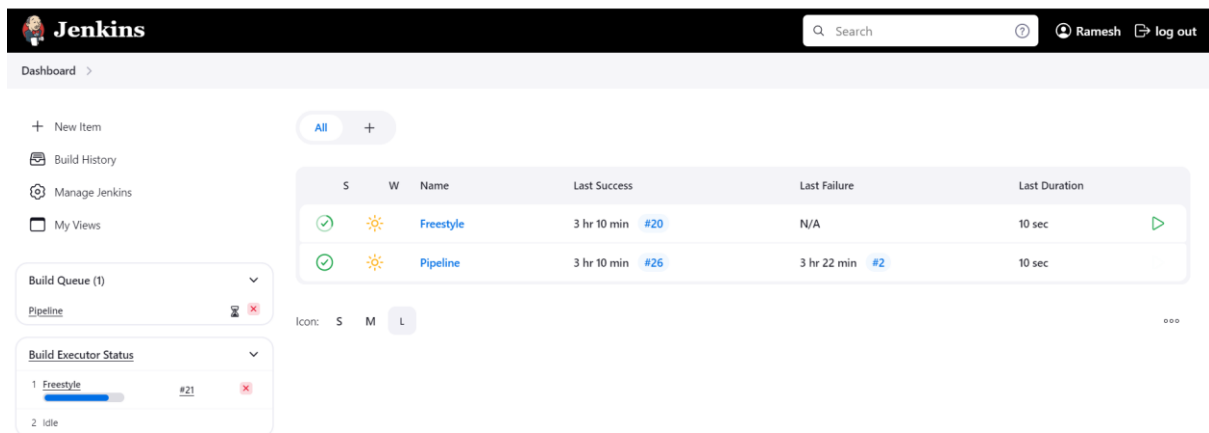 Jenkins
Search
Ramesh log out
Dashboard
New Item
Build History
Manage Jenkins
My Views
Build Queue (1)
Pipeline
Build Executor Status
1 Freestyle #21
2 Idle
All +
S W Name Last Success Last Failure Last Duration
Freestyle 3 hr 10 min #20 N/A 10 sec
Pipeline 3 hr 10 min #26 3 hr 22 min #2 10 sec
Icon: S M L